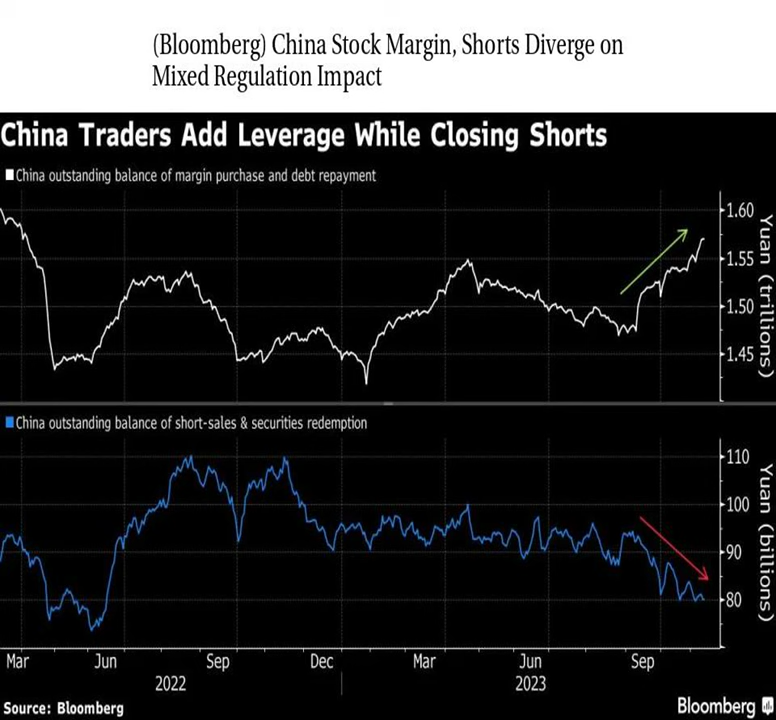 (Bloomberg) China Stock Margin, Shorts Diverge on
Mixed Regulation Impact
China Traders Add Leverage While Closing Shorts
China outstanding balance of margin purchase and debt repayment
1.60
1.55
1.50
1.45
Yuan (trillions)
China outstanding balance of short-sales & securities redemption
110
100
90
80
Yuan (billions)
Mar Jun Sep Dec Mar Jun Sep
2022 2023
Source: Bloomberg
Bloomberg